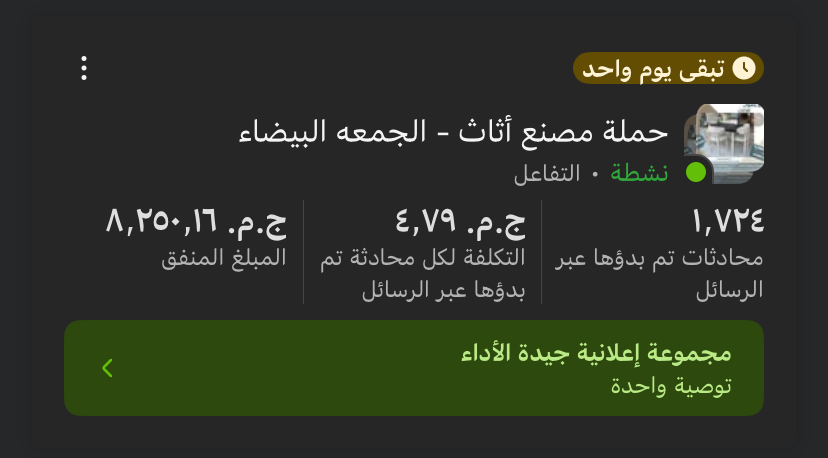 تبقى يوم واحد
حملة مصنع أثاث - الجمعه البيضاء
نشطة • التفاعل
١,٧٢٤
محادثات تم بدؤها عبر
الرسائل
ج.م.‏ ٤,٧٩
التكلفة لكل محادثة تم
بدؤها عبر الرسائل
ج.م.‏ ٨,٢٥٠,١٦
المبلغ المنفق
مجموعة إعلانية جيدة الأداء
توصية واحدة